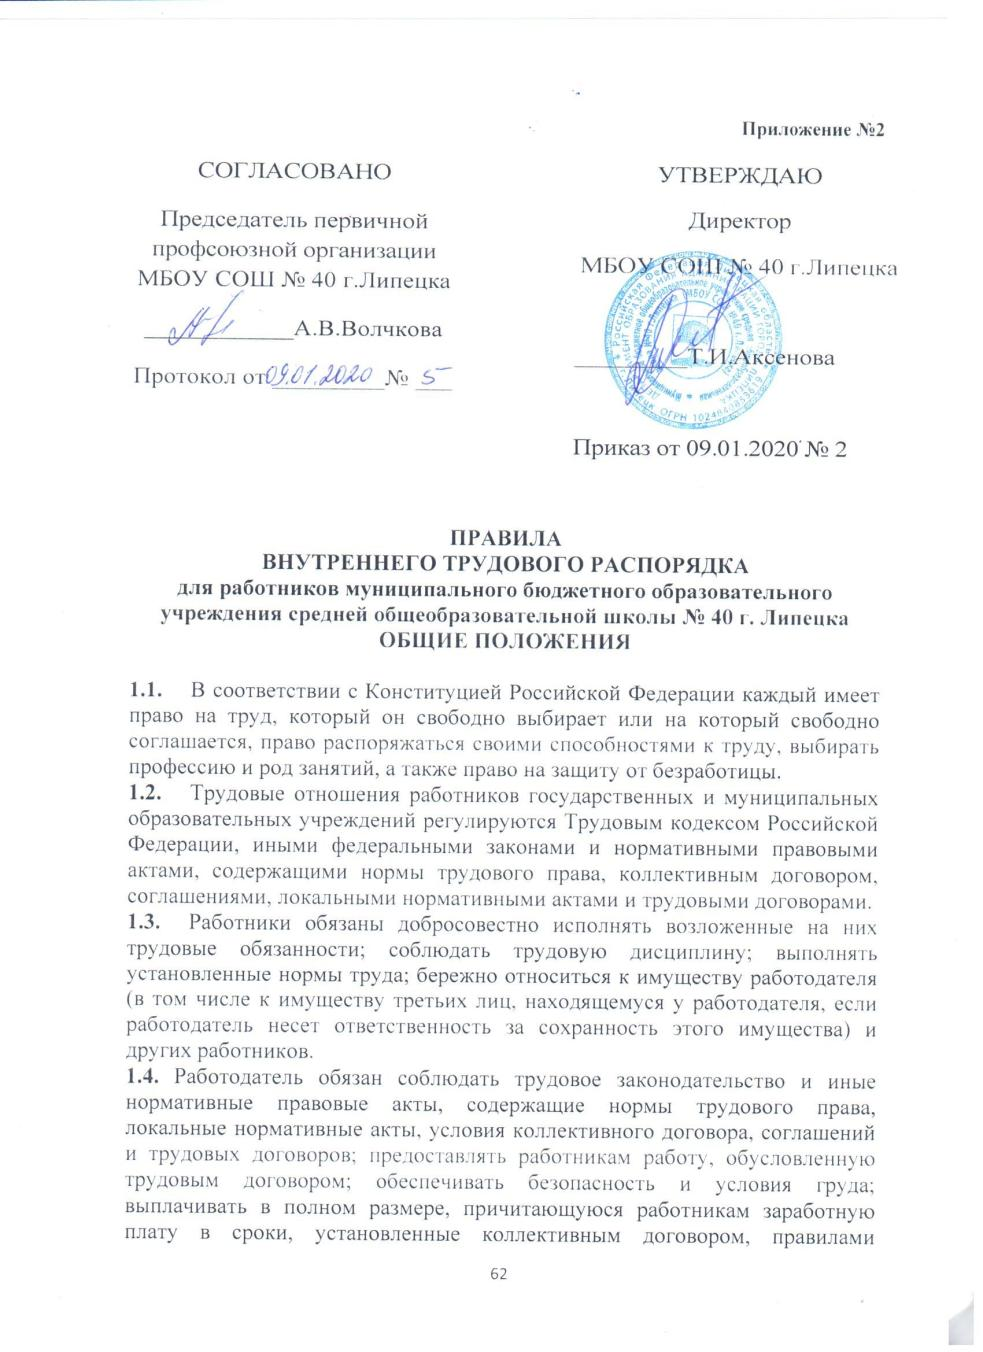 Приложение №2
СОГЛАСОВАНО
Председатель первичной
профсоюзной организации
МБОУ СОШ № 40 г.Липецка
А.В.Волчкова
Протокол от 09.01.2020 № 5
УТВЕРЖДАЮ
Директор
МБОУ СОШ № 40 г.Липецка
Т.И.Аксенова
Приказ от 09.01.2020 № 2
ПРАВИЛА
ВНУТРЕННЕГО ТРУДОВОГО РАСПОРЯДКА
для работников муниципального бюджетного образовательного
учреждения средней общеобразовательной школы № 40 г. Липецка
ОБЩИЕ ПОЛОЖЕНИЯ
1.1. В соответствии с Конституцией Российской Федерации каждый имеет
право на труд, который он свободно выбирает или на который свободно
соглашается, право распоряжаться своими способностями к труду, выбирать
профессию и род занятий, а также право на защиту от безработицы.
1.2. Трудовые отношения работников государственных и муниципальных
образовательных учреждений регулируются Трудовым кодексом Российской
Федерации, иными федеральными законами и нормативными правовыми
актами, содержащими нормы трудового права, коллективным договором,
соглашениями, локальными нормативными актами и трудовыми договорами.
1.3. Работники обязаны добросовестно исполнять возложенные на них
трудовые обязанности; соблюдать трудовую дисциплину; выполнять
установленные нормы труда; бережно относиться к имуществу работодателя
(в том числе к имуществу третьих лиц, находящемуся у работодателя, если
работодатель несет ответственность за сохранность этого имущества) и
других работников.
1.4. Работодатель обязан соблюдать трудовое законодательство и иные
нормативные правовые акты, содержащие нормы трудового права,
локальные нормативные акты, условия коллективного договора, соглашений
и трудовых договоров; предоставлять работникам работу, обусловленную
трудовым договором; обеспечивать безопасность и условия труда;
выплачивать в полном размере, причитающуюся работникам заработную
плату в сроки, установленные коллективным договором, правилами
62